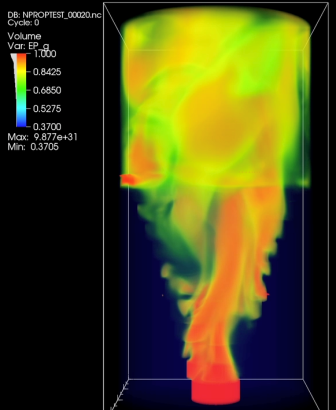 DB: NPROPTEST_00020.nc
Cycle: 0
Volume
Var: EP_g
1.000
0.8425
0.6850
0.5275
0.3700
Max: 9.877e+31
Min: 0.3705